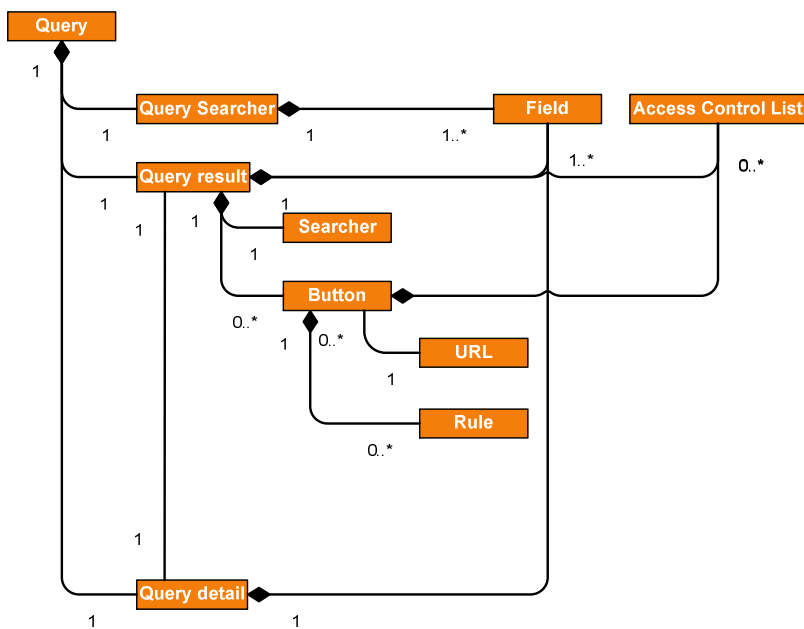 Query
1
Query Searcher
Field
Access Control List
1
1
1..*
1..*
0..*
Query result
1
1
1
1
Searcher
1
Button
0..*
1
0..*
URL
1
Rule
0..*
1
Query detail
1
1